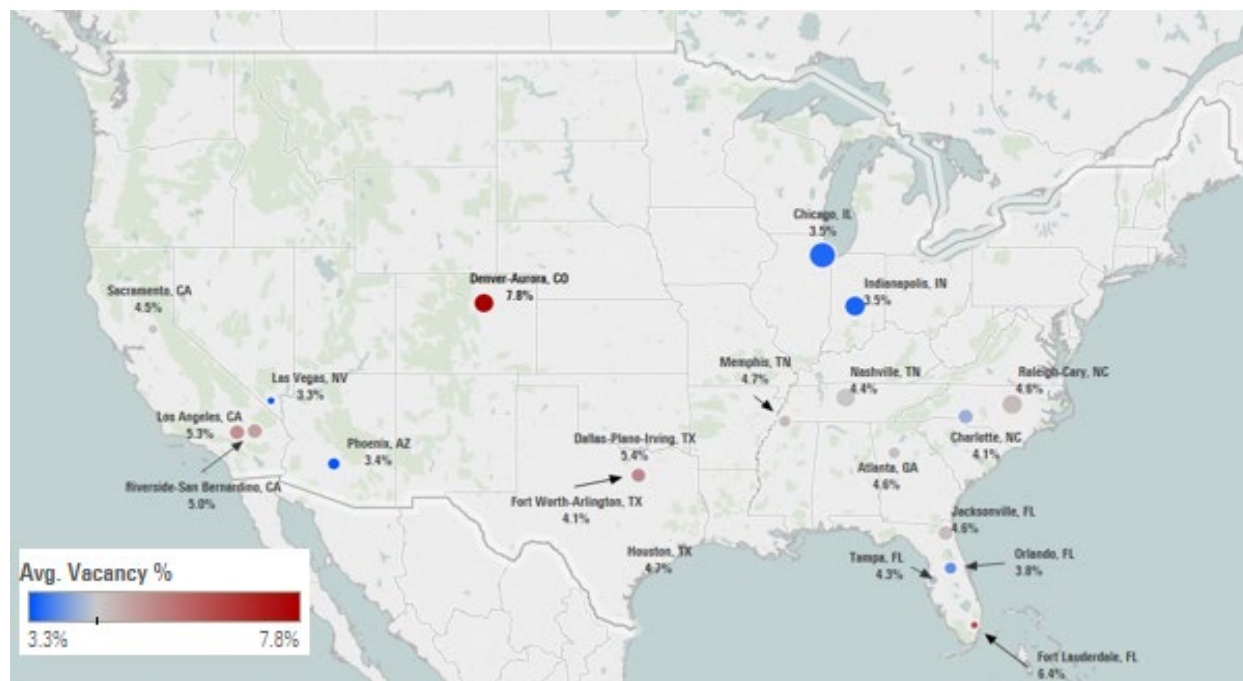 Chicago, IL
3.5%
Denver-Aurora, CO
7.8%
Indianapolis, IN
3.5%
Sacramento, CA
4.5%
Memphis, TN
4.7%
Nashville, TN
4.4%
Raleigh-Cary, NC
4.6%
Las Vegas, NV
3.3%
Los Angeles, CA
5.3%
Phoenix, AZ
3.4%
Dallas-Plano-Irving, TX
5.4%
Charlotte, NC
4.1%
Atlanta, GA
4.6%
Riverside-San Bernardino, CA
5.0%
Fort Worth-Arlington, TX
4.1%
Jacksonville, FL
4.6%
Houston, TX
4.7%
Tampa, FL
4.3%
Orlando, FL
3.8%
Avg. Vacancy %
3.3%
7.8%
Fort Lauderdale, FL
6.4%